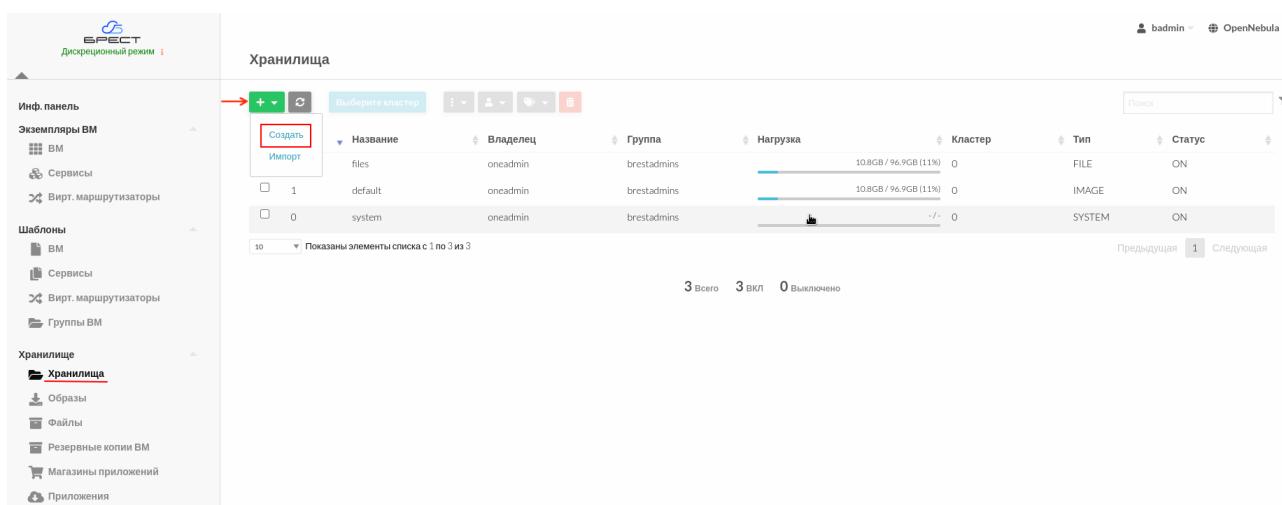 БРЕСТ
Дискреционный режим
badmin
OpenNebula
Хранилища
Инф. панель
Экземпляры ВМ
ВМ
Сервисы
Вирт. маршрутизаторы
Шаблоны
ВМ
Сервисы
Вирт. маршрутизаторы
Группы ВМ
Хранилище
Хранилища
Образы
Файлы
Резервные копии ВМ
Магазины приложений
Приложения
Выберите кластер
Поиск
Создать
Импорт
Название Владелец Группа Нагрузка Кластер Тип Статус
files oneadmin brestadmins 10.8GB / 96.9GB (11%) 0 FILE ON
1 default oneadmin brestadmins 10.8GB / 96.9GB (11%) 0 IMAGE ON
0 system oneadmin brestadmins - / - 0 SYSTEM ON
10 Показаны элементы списка с 1 по 3 из 3
Предыдущая 1 Следующая
3 Всего 3 ВКЛ 0 Выключено